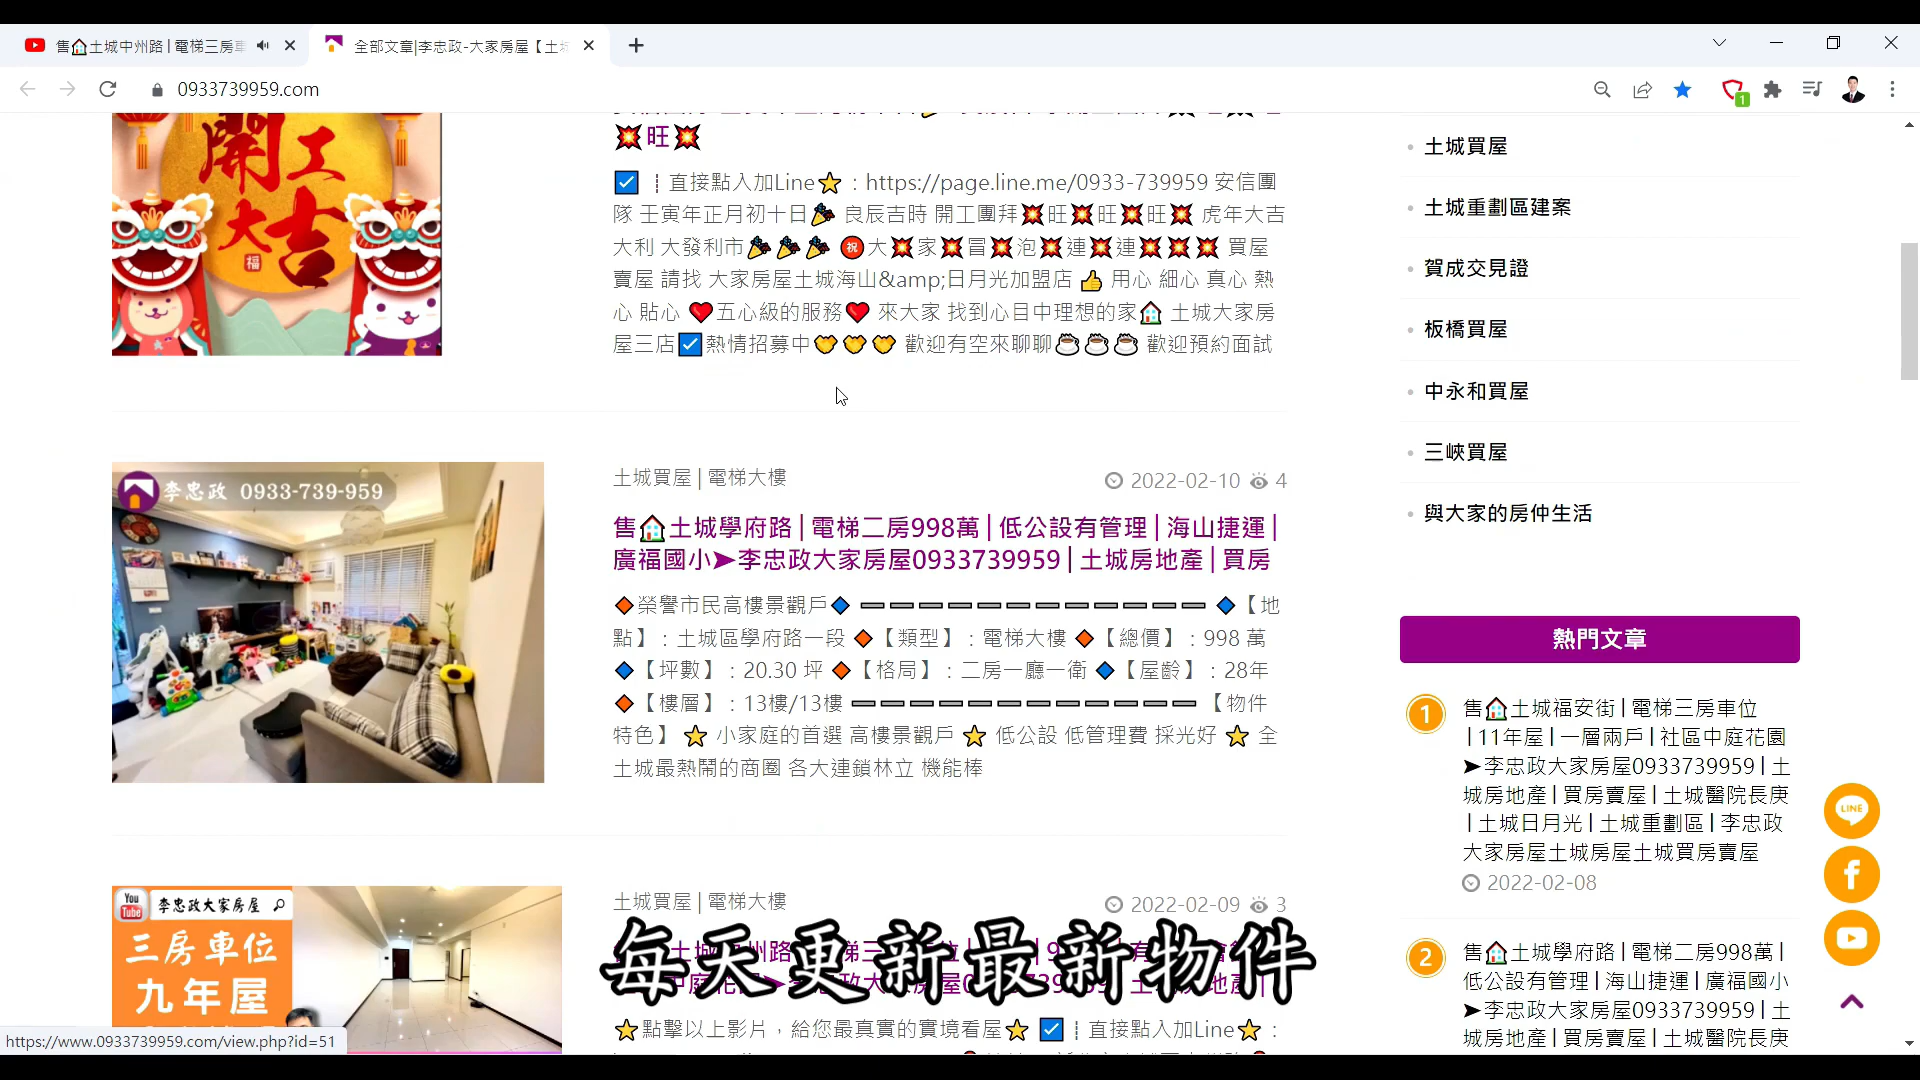 售🏠土城中州路 | 電梯三房車
全部文章|李忠政-大家房屋【土城
0933739959.com
1
開工大吉
福
💥旺💥
☑️┊直接點入加Line⭐：https://page.line.me/0933-739959 安信團
隊 壬寅年正月初十日🎉 良辰吉時 開工團拜💥旺💥旺💥旺💥 虎年大吉
大利 大發利市🎉🎉🎉 ㊗️大💥家💥冒💥泡💥連💥連💥💥💥 買屋
賣屋 請找 大家房屋土城海山&amp;日月光加盟店 👍 用心 細心 真心 熱
心 貼心 ❤️五心級的服務❤️ 來大家 找到心目中理想的家🏠 土城大家房
屋三店☑️熱情招募中🤝🤝🤝 歡迎有空來聊聊☕☕☕ 歡迎預約面試
李忠政 0933-739-959
土城買屋 | 電梯大樓
2022-02-10 4
售🏠土城學府路 | 電梯二房998萬 | 低公設有管理 | 海山捷運 |
廣福國小➤李忠政大家房屋0933739959 | 土城房地產 | 買房
🔶榮譽市民高樓景觀戶🔷 ➖➖➖➖➖➖➖➖➖➖➖➖ 🔷【地
點】：土城區學府路一段 🔶【類型】：電梯大樓 🔶【總價】：998 萬
🔷【坪數】：20.30 坪 🔶【格局】：二房一廳一衛 🔷【屋齡】：28年
🔶【樓層】：13樓/13樓 ➖➖➖➖➖➖➖➖➖➖➖➖ 【物件
特色】 ⭐ 小家庭的首選 高樓景觀戶 ⭐ 低公設 低管理費 採光好 ⭐ 全
土城最熱鬧的商圈 各大連鎖林立 機能棒
You Tube 李忠政大家房屋
三房車位
九年屋
土城買屋 | 電梯大樓
2022-02-09 3
每天更新最新物件
⭐點擊以上影片，給您最真實的實境看屋⭐ ☑️┊直接點入加Line⭐：
https://www.0933739959.com/view.php?id=51
土城買屋
土城重劃區建案
賀成交見證
板橋買屋
中永和買屋
三峽買屋
與大家的房仲生活
熱門文章
1
售🏠土城福安街 | 電梯三房車位
| 11年屋 | 一層兩戶 | 社區中庭花園
➤李忠政大家房屋0933739959 | 土
城房地產 | 買房賣屋 | 土城醫院長庚
| 土城日月光 | 土城重劃區 | 李忠政
大家房屋土城房屋土城買房賣屋
2022-02-08
2
售🏠土城學府路 | 電梯二房998萬 |
低公設有管理 | 海山捷運 | 廣福國小
➤李忠政大家房屋0933739959 | 土
城房地產 | 買房賣屋 | 土城醫院長庚
LINE